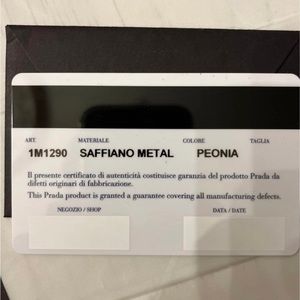 ART. MATERIALE COLORE TAGLIA
1M1290 SAFFIANO METAL PEONIA
Il presente certificato di autenticità costituisce garanzia del prodotto Prada da
difetti originari di fabbricazione.
This Prada product is granted a guarantee covering all manufacturing defects.
NEGOZIO / SHOP DATA / DATE